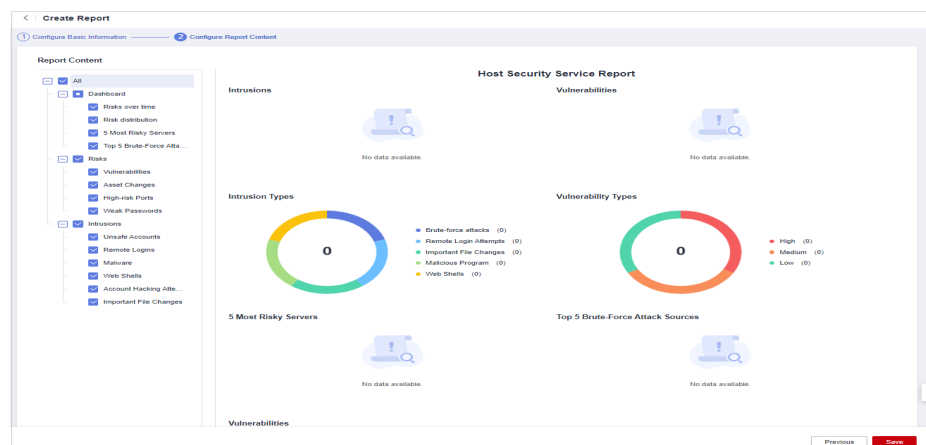 < Create Report
1 Configure Basic Information 2 Configure Report Content
Report Content
All
Dashboard
Risks over time
Risk distribution
5 Most Risky Servers
Top 5 Brute-Force Atta...
Risks
Vulnerabilities
Asset Changes
High-risk Ports
Weak Passwords
Intrusions
Unsafe Accounts
Remote Logins
Malware
Web Shells
Account Hacking Atte...
Important File Changes
Host Security Service Report
Intrusions
No data available.
Vulnerabilities
No data available.
Intrusion Types
0
Brute-force attacks (0)
Remote Login Attempts (0)
Important File Changes (0)
Malicious Program (0)
Web Shells (0)
Vulnerability Types
0
High (0)
Medium (0)
Low (0)
5 Most Risky Servers
No data available.
Top 5 Brute-Force Attack Sources
No data available.
Vulnerabilities
Previous
Save